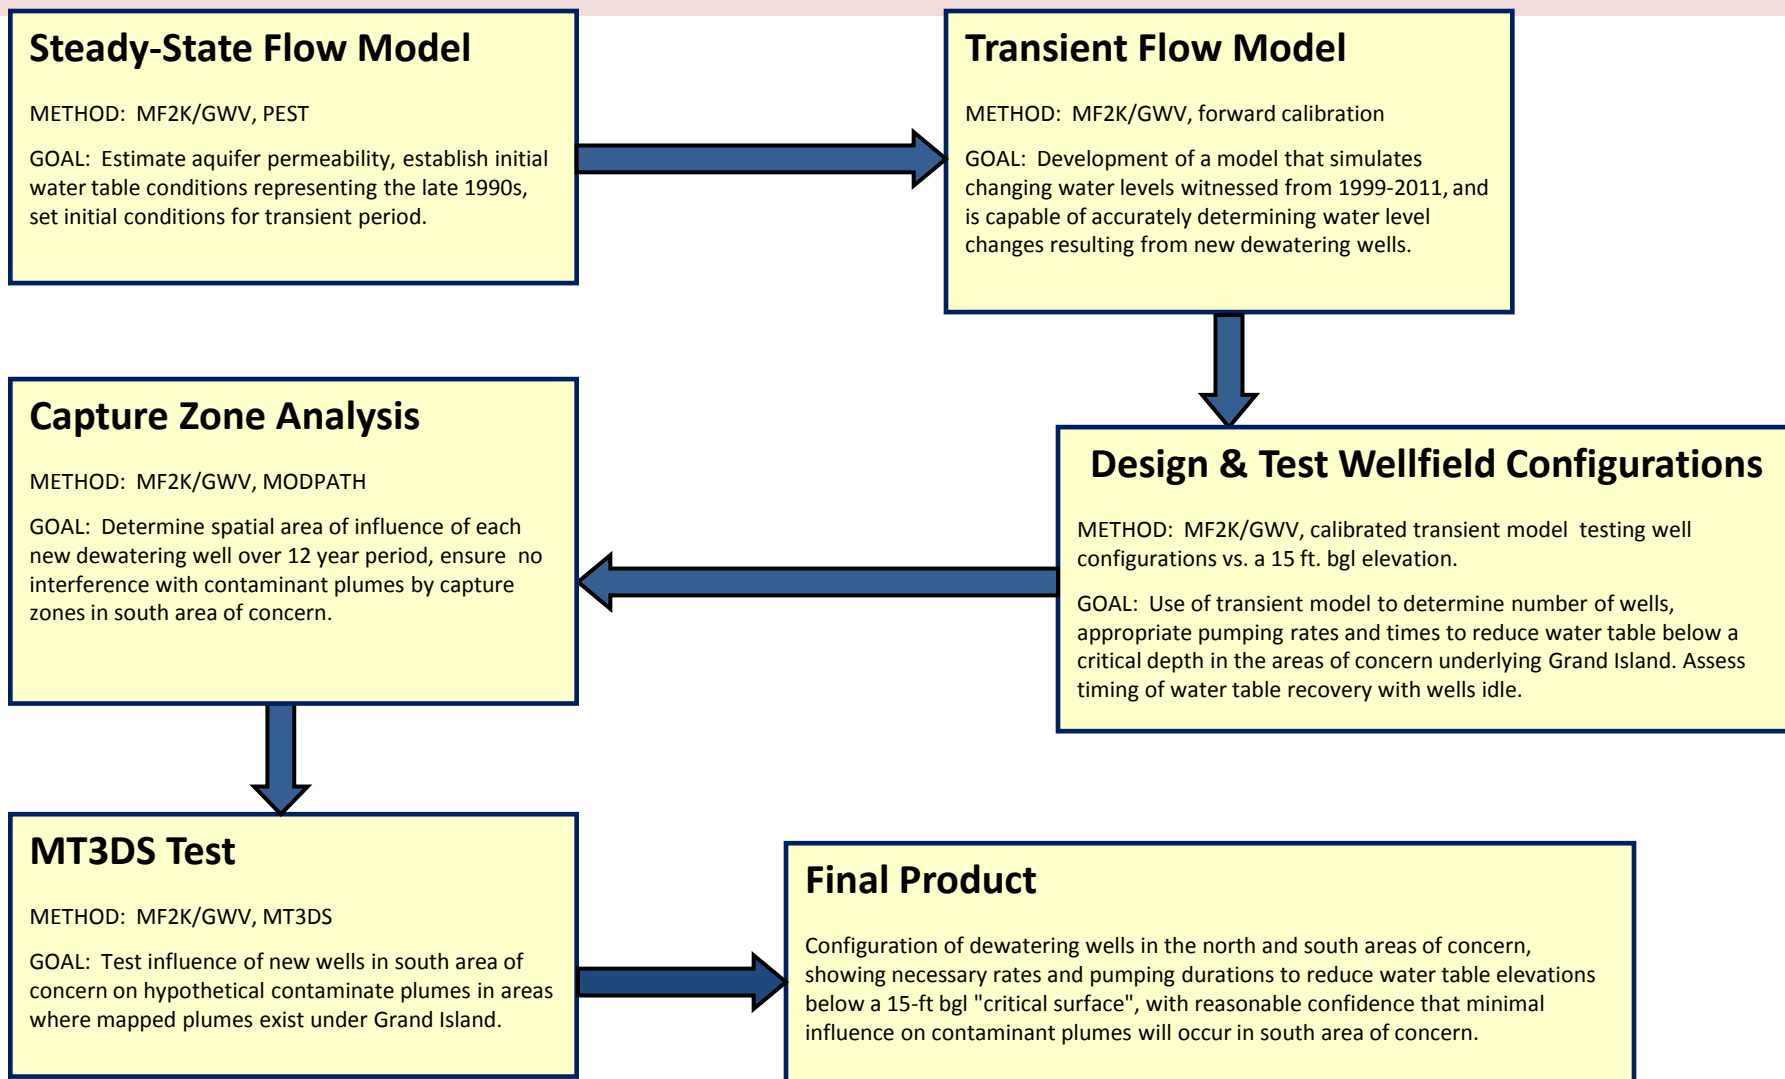 Steady-State Flow Model
METHOD:  MF2K/GWV, PEST
GOAL:  Estimate aquifer permeability, establish initial
water table conditions representing the late 1990s,
set initial conditions for transient period.
Transient Flow Model
METHOD:  MF2K/GWV, forward calibration
GOAL:  Development of a model that simulates
changing water levels witnessed from 1999-2011, and
is capable of accurately determining water level
changes resulting from new dewatering wells.
Design & Test Wellfield Configurations
METHOD:  MF2K/GWV, calibrated transient model  testing well
configurations vs. a 15 ft. bgl elevation.
GOAL:  Use of transient model to determine number of wells,
appropriate pumping rates and times to reduce water table below a
critical depth in the areas of concern underlying Grand Island. Assess
timing of water table recovery with wells idle.
Capture Zone Analysis
METHOD:  MF2K/GWV, MODPATH
GOAL:  Determine spatial area of influence of each
new dewatering well over 12 year period, ensure  no
interference with contaminant plumes by capture
zones in south area of concern.
MT3DS Test
METHOD:  MF2K/GWV, MT3DS
GOAL:  Test influence of new wells in south area of
concern on hypothetical contaminate plumes in areas
where mapped plumes exist under Grand Island.
Final Product
Configuration of dewatering wells in the north and south areas of concern,
showing necessary rates and pumping durations to reduce water table elevations
below a 15-ft bgl "critical surface", with reasonable confidence that minimal
influence on contaminant plumes will occur in south area of concern.